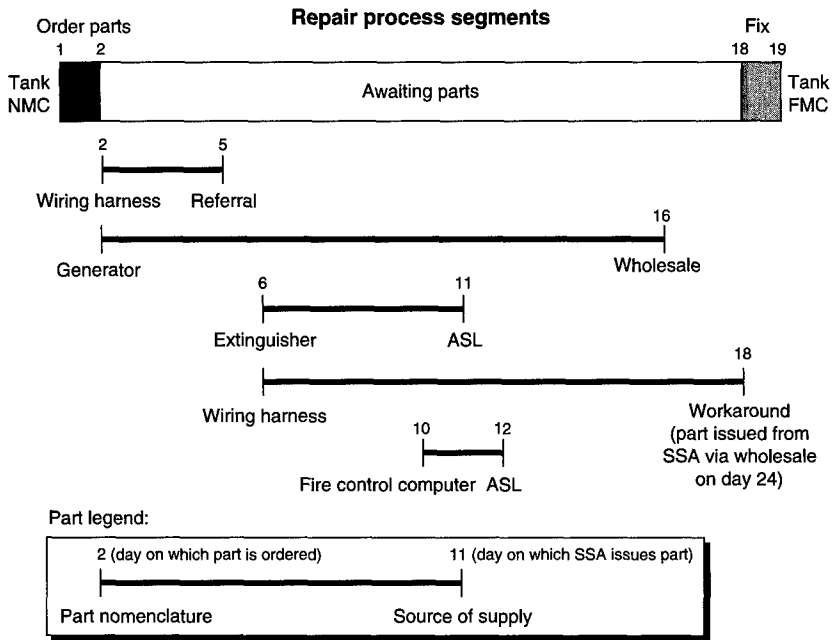 Repair process segments
Order parts
Fix
1 2 18 19
Tank
NMC
Awaiting parts
Tank
FMC
2 5
Wiring harness Referral
16
Generator
Wholesale
6 11
Extinguisher ASL
18
Wiring harness
Workaround
(part issued from
SSA via wholesale
on day 24)
10 12
Fire control computer ASL
Part legend:
2 (day on which part is ordered) 11 (day on which SSA issues part)
Part nomenclature Source of supply